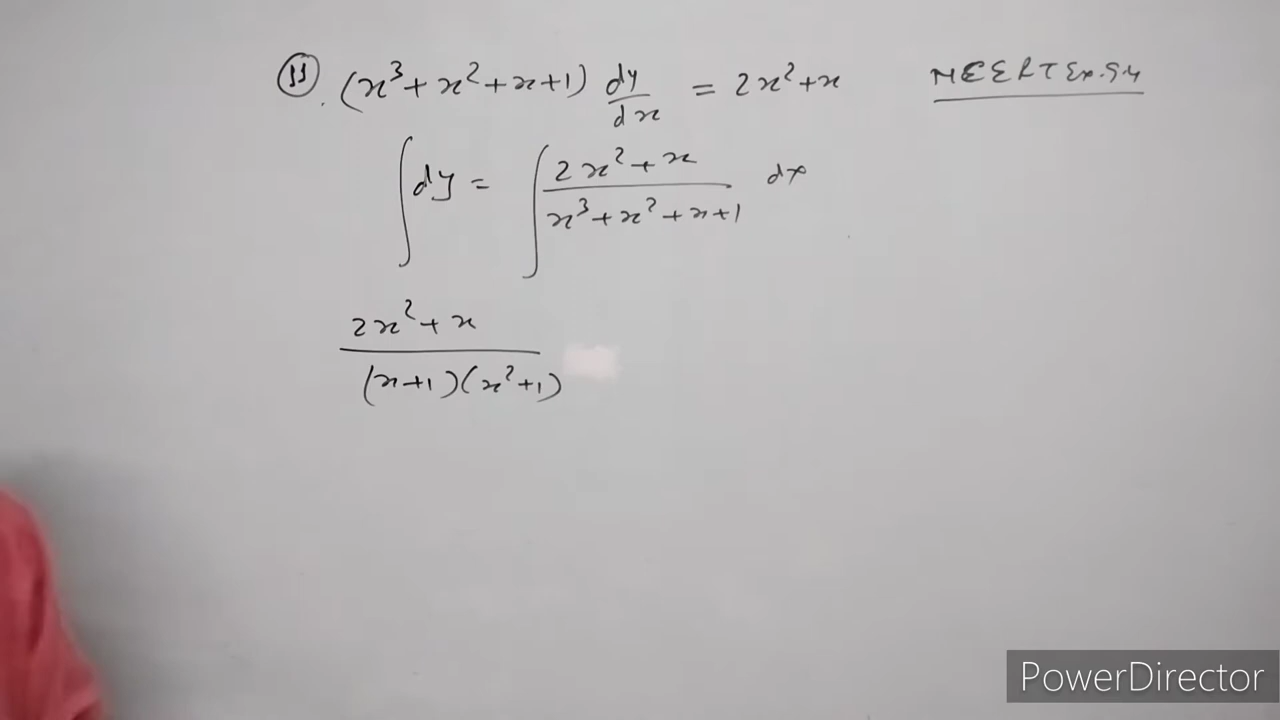 (11). (x³+x²+x+1) dy/dx = 2x²+x NCERT Ex. 9.4
∫dy = ∫ (2x²+x)/(x³+x²+x+1) dx
(2x²+x)/((x+1)(x²+1))
PowerDirector